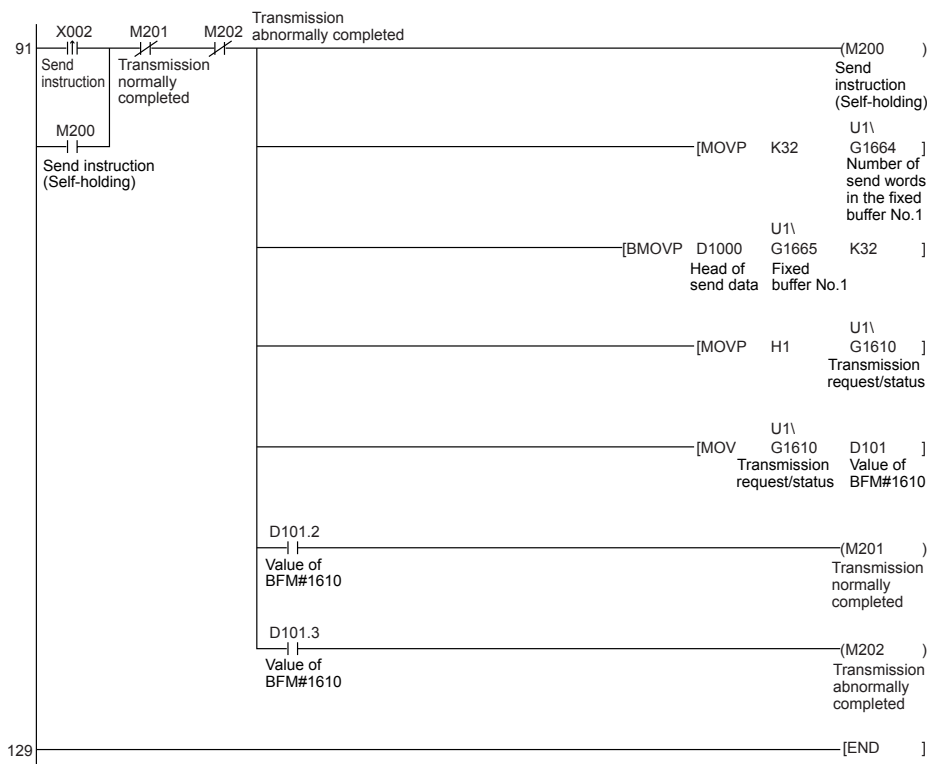 Transmission
abnormally completed
X002 M201 M202
91
(M200 )
Send
instruction
Transmission
normally
completed
Send
instruction
(Self-holding)
M200
Send instruction
(Self-holding)
U1\
[MOVP K32 G1664 ]
Number of
send words
in the fixed
buffer No.1
U1\
[BMOVP D1000 G1665 K32 ]
Head of
send data
Fixed
buffer No.1
U1\
[MOVP H1 G1610 ]
Transmission
request/status
U1\
[MOV G1610 D101 ]
Transmission
request/status
Value of
BFM#1610
D101.2
(M201 )
Value of
BFM#1610
Transmission
normally
completed
D101.3
(M202 )
Value of
BFM#1610
Transmission
abnormally
completed
129
[END ]